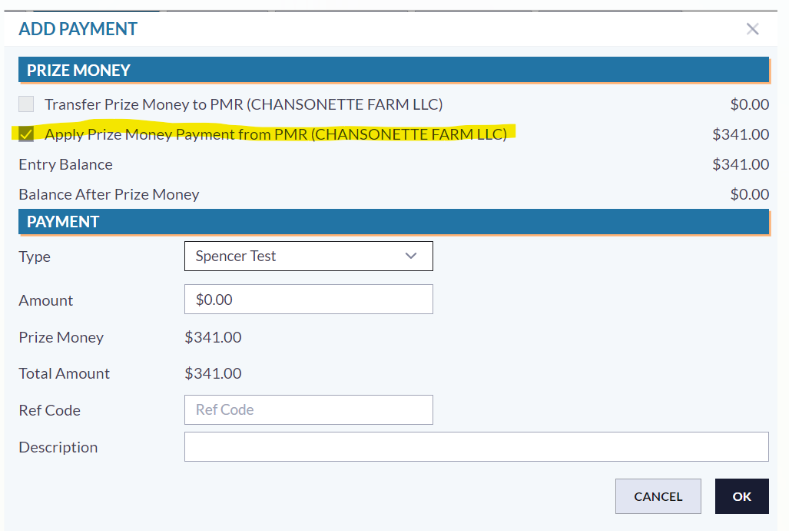 ADD PAYMENT
PRIZE MONEY
Transfer Prize Money to PMR (CHANSONETTE FARM LLC) $0.00
Apply Prize Money Payment from PMR (CHANSONETTE FARM LLC) $341.00
Entry Balance $341.00
Balance After Prize Money $0.00
PAYMENT
Type Spencer Test
Amount $0.00
Prize Money $341.00
Total Amount $341.00
Ref Code Ref Code
Description
CANCEL OK